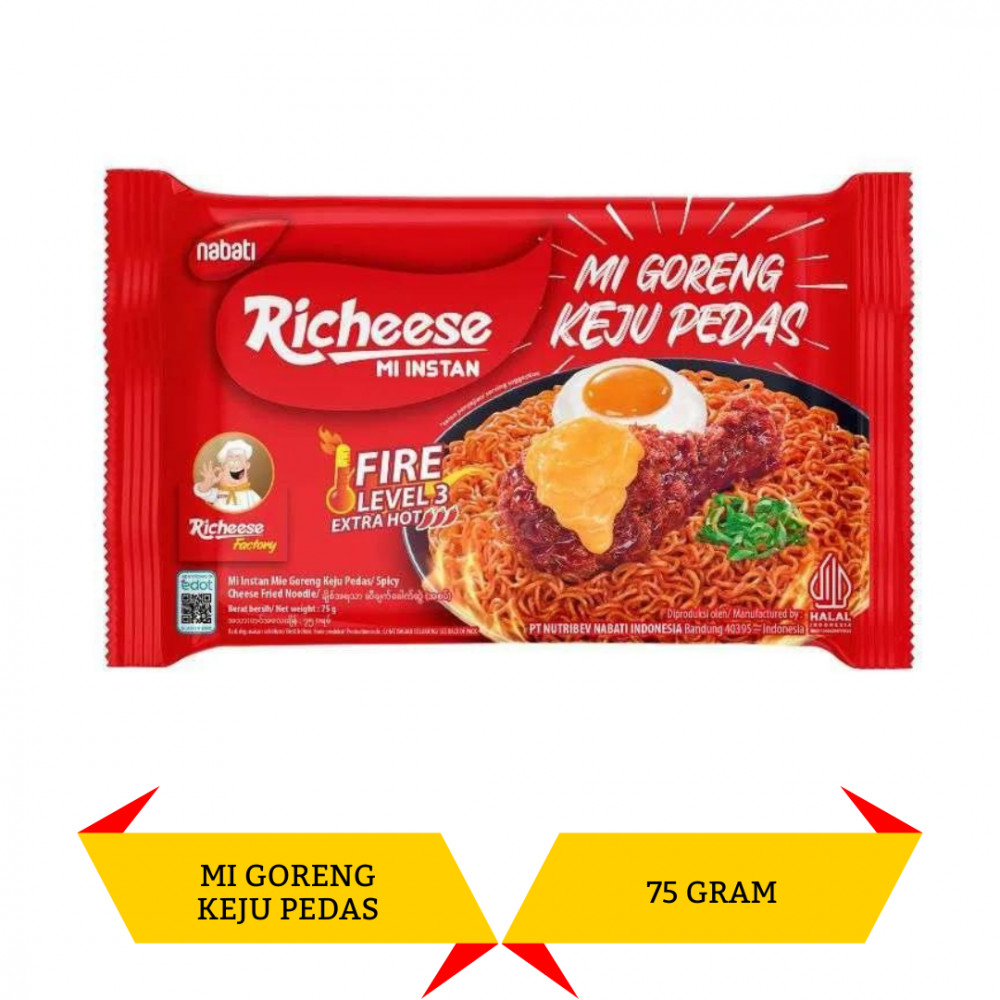 nabati
Richeese
MI INSTAN
MI GORENG
KEJU PEDAS
FIRE
LEVEL 3
EXTRA HOT
Richeese
Factory
edot
Mi Instan Mie Goreng Keju Pedas/ Spicy
Cheese Fried Noodle/
Berat bersih/ Net weight : 75 g
Diproduksi oleh/ Manufactured by :
PT NUTRIBEV NABATI INDONESIA Bandung 40395 – Indonesia
HALAL
INDONESIA
MI GORENG
KEJU PEDAS
75 GRAM